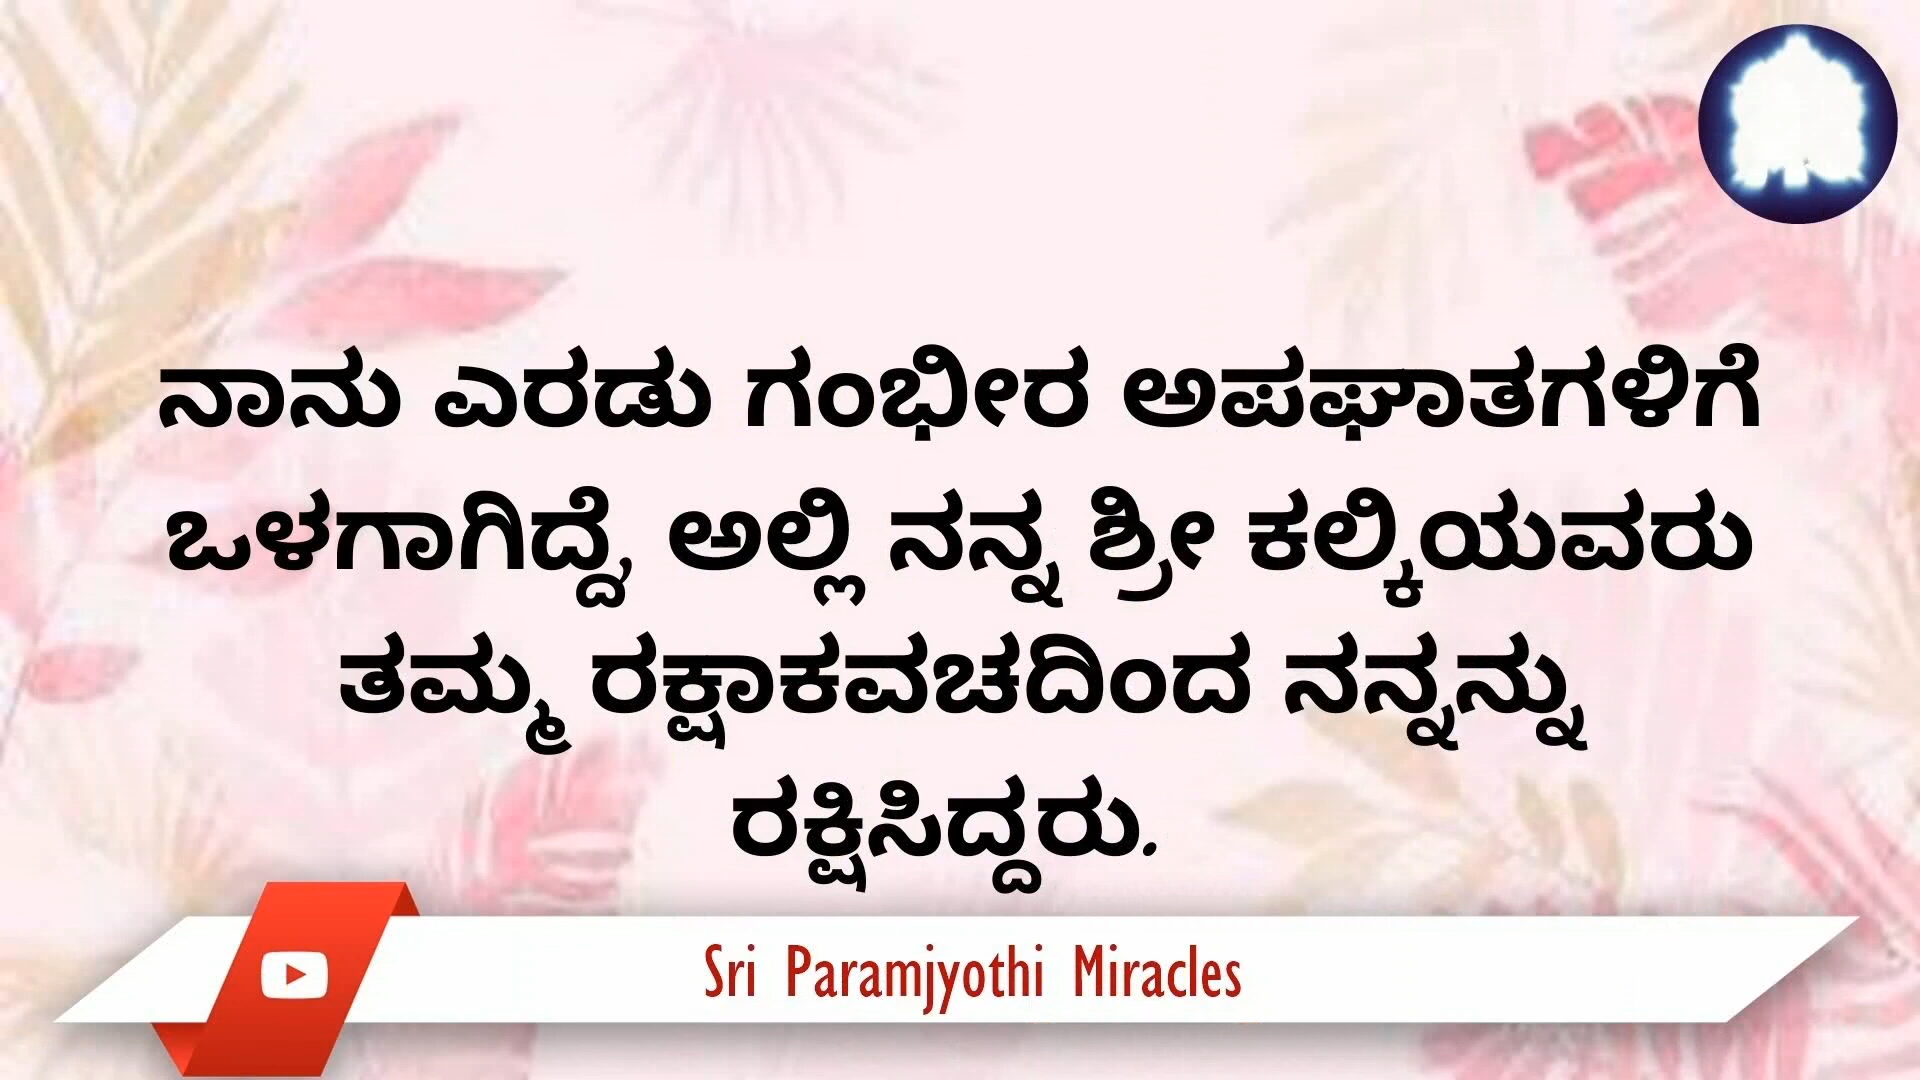 ನಾನು ಎರಡು ಗಂಭೀರ ಅಪಘಾತಗಳಿಗೆ
ಒಳಗಾಗಿದ್ದೆ, ಅಲ್ಲಿ ನನ್ನ ಶ್ರೀ ಕಲ್ಕಿಯವರು
ತಮ್ಮ ರಕ್ಷಾಕವಚದಿಂದ ನನ್ನನ್ನು
ರಕ್ಷಿಸಿದ್ದರು.
Sri Paramjyothi Miracles